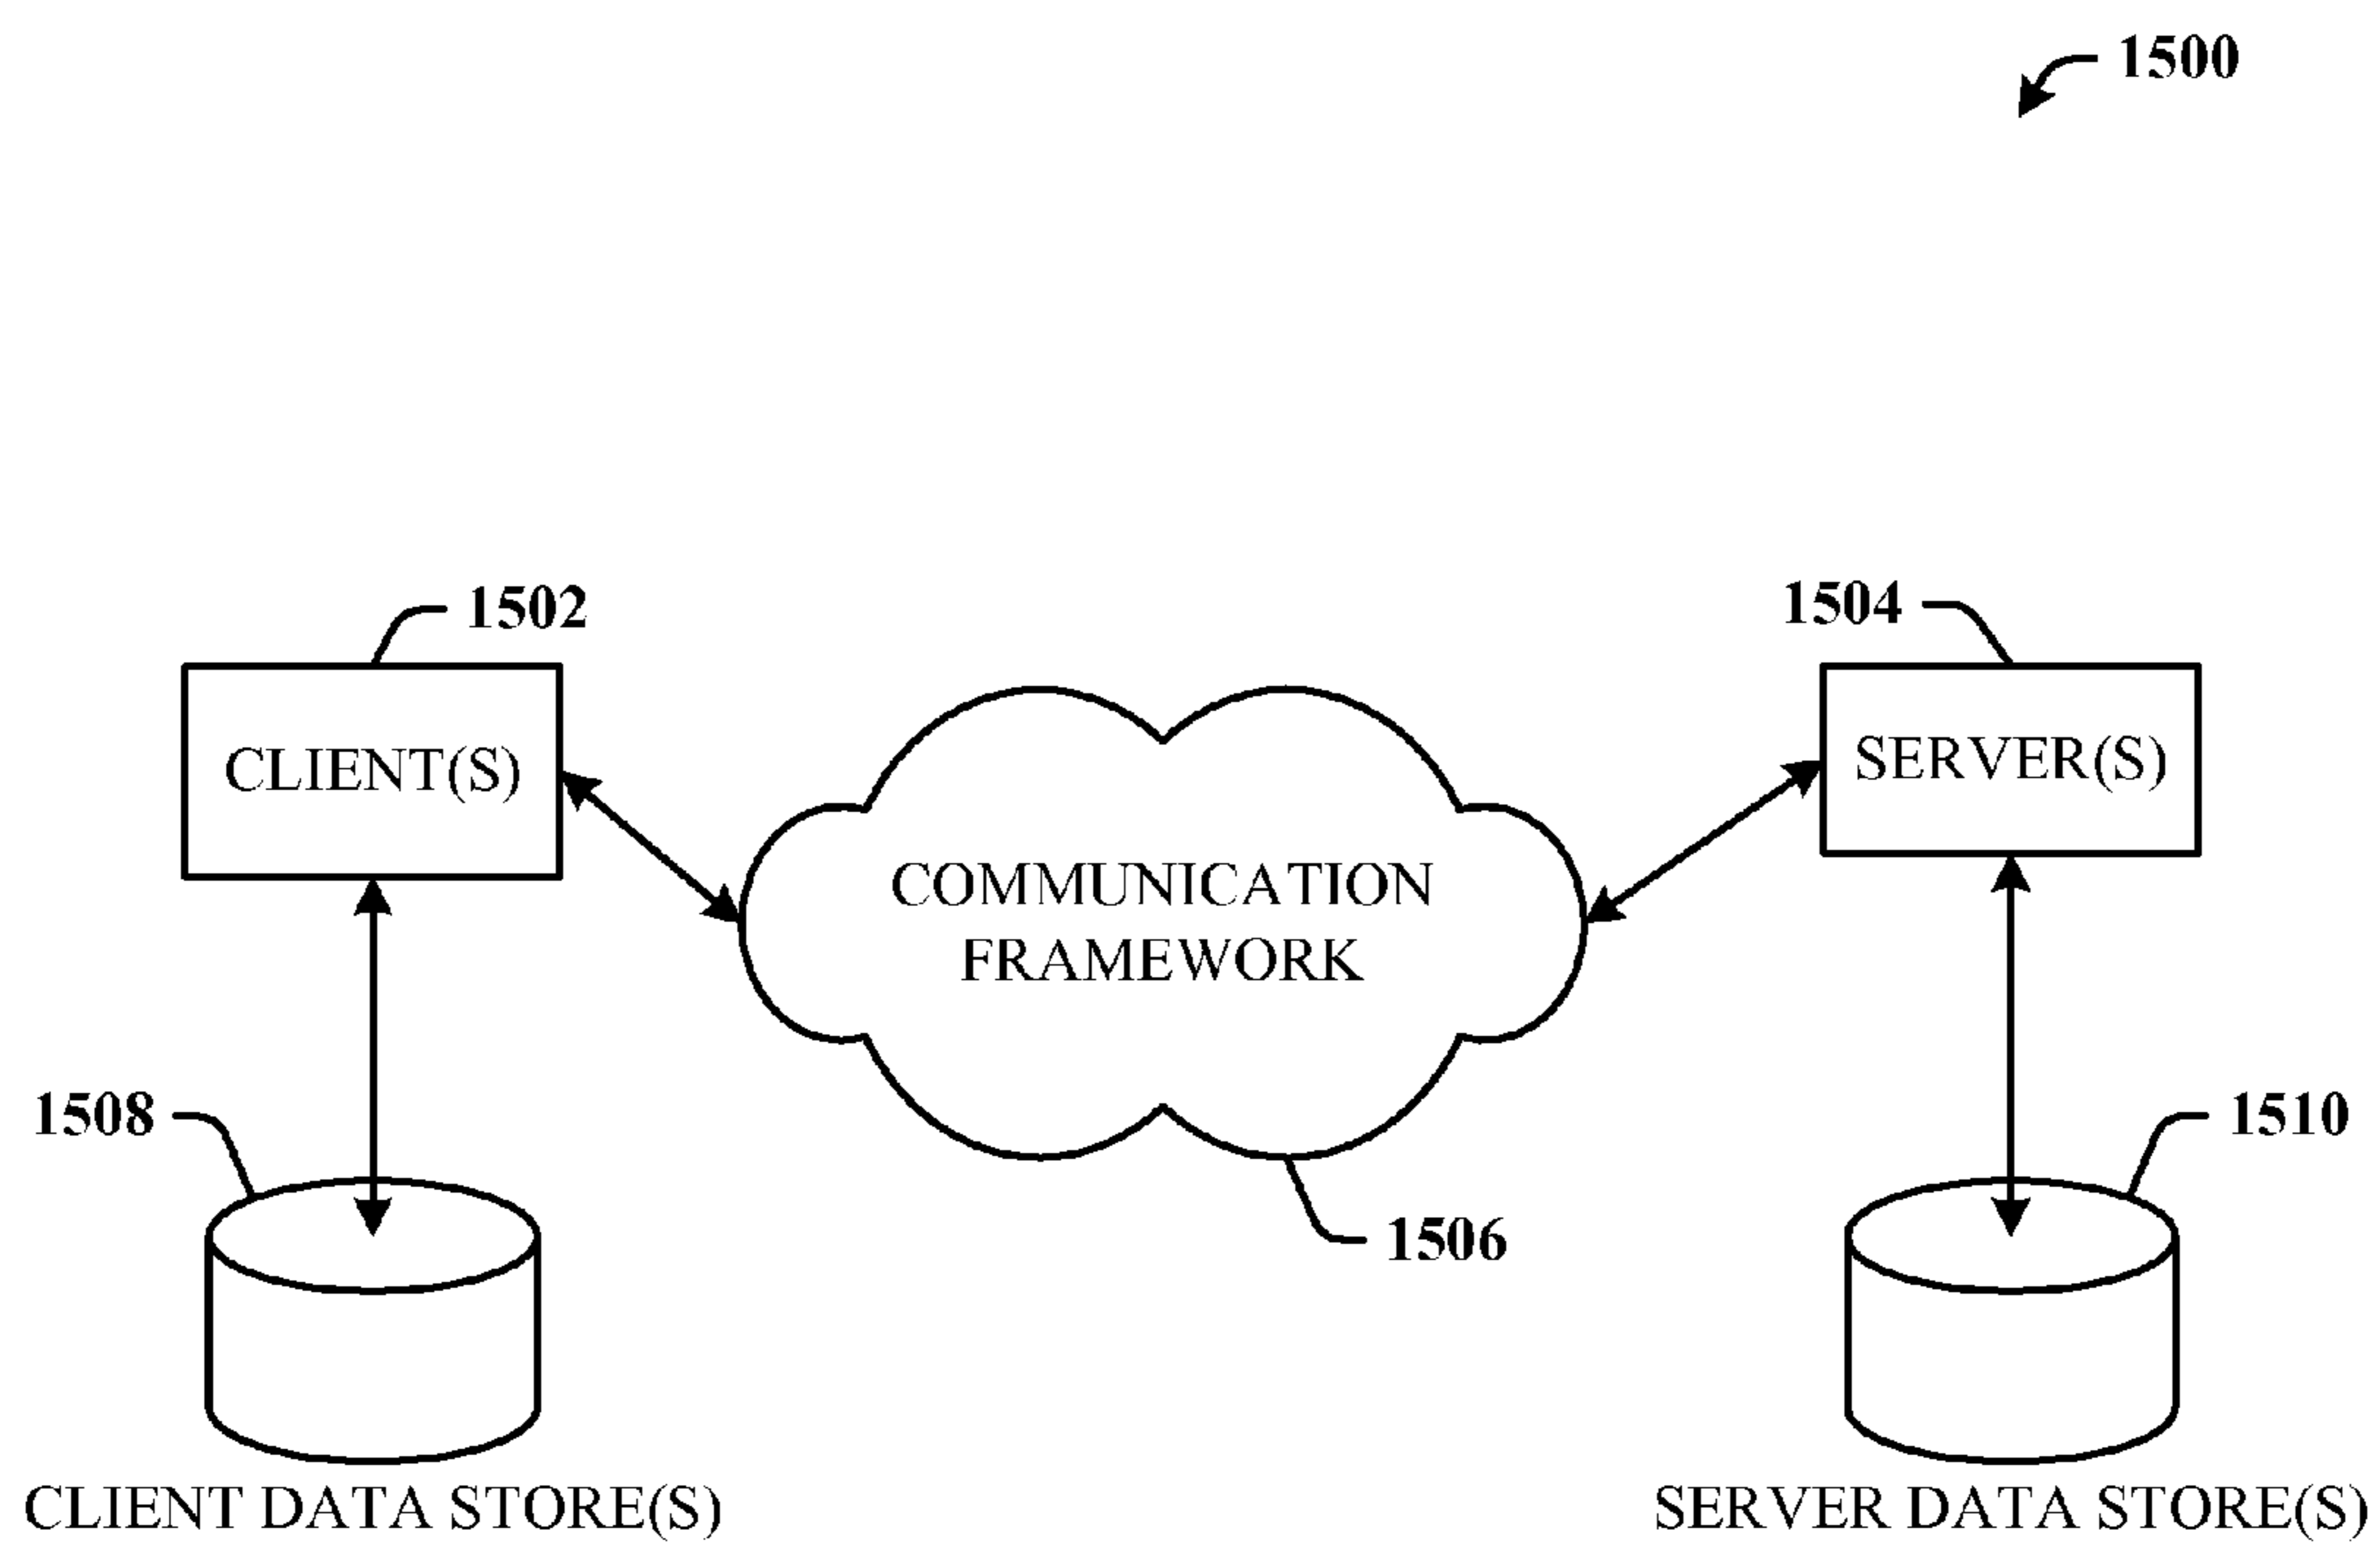 1500
1502
1504
CLIENT(S)
SERVER(S)
COMMUNICATION
FRAMEWORK
1508
1510
1506
CLIENT DATA STORE(S)
SERVER DATA STORE(S)